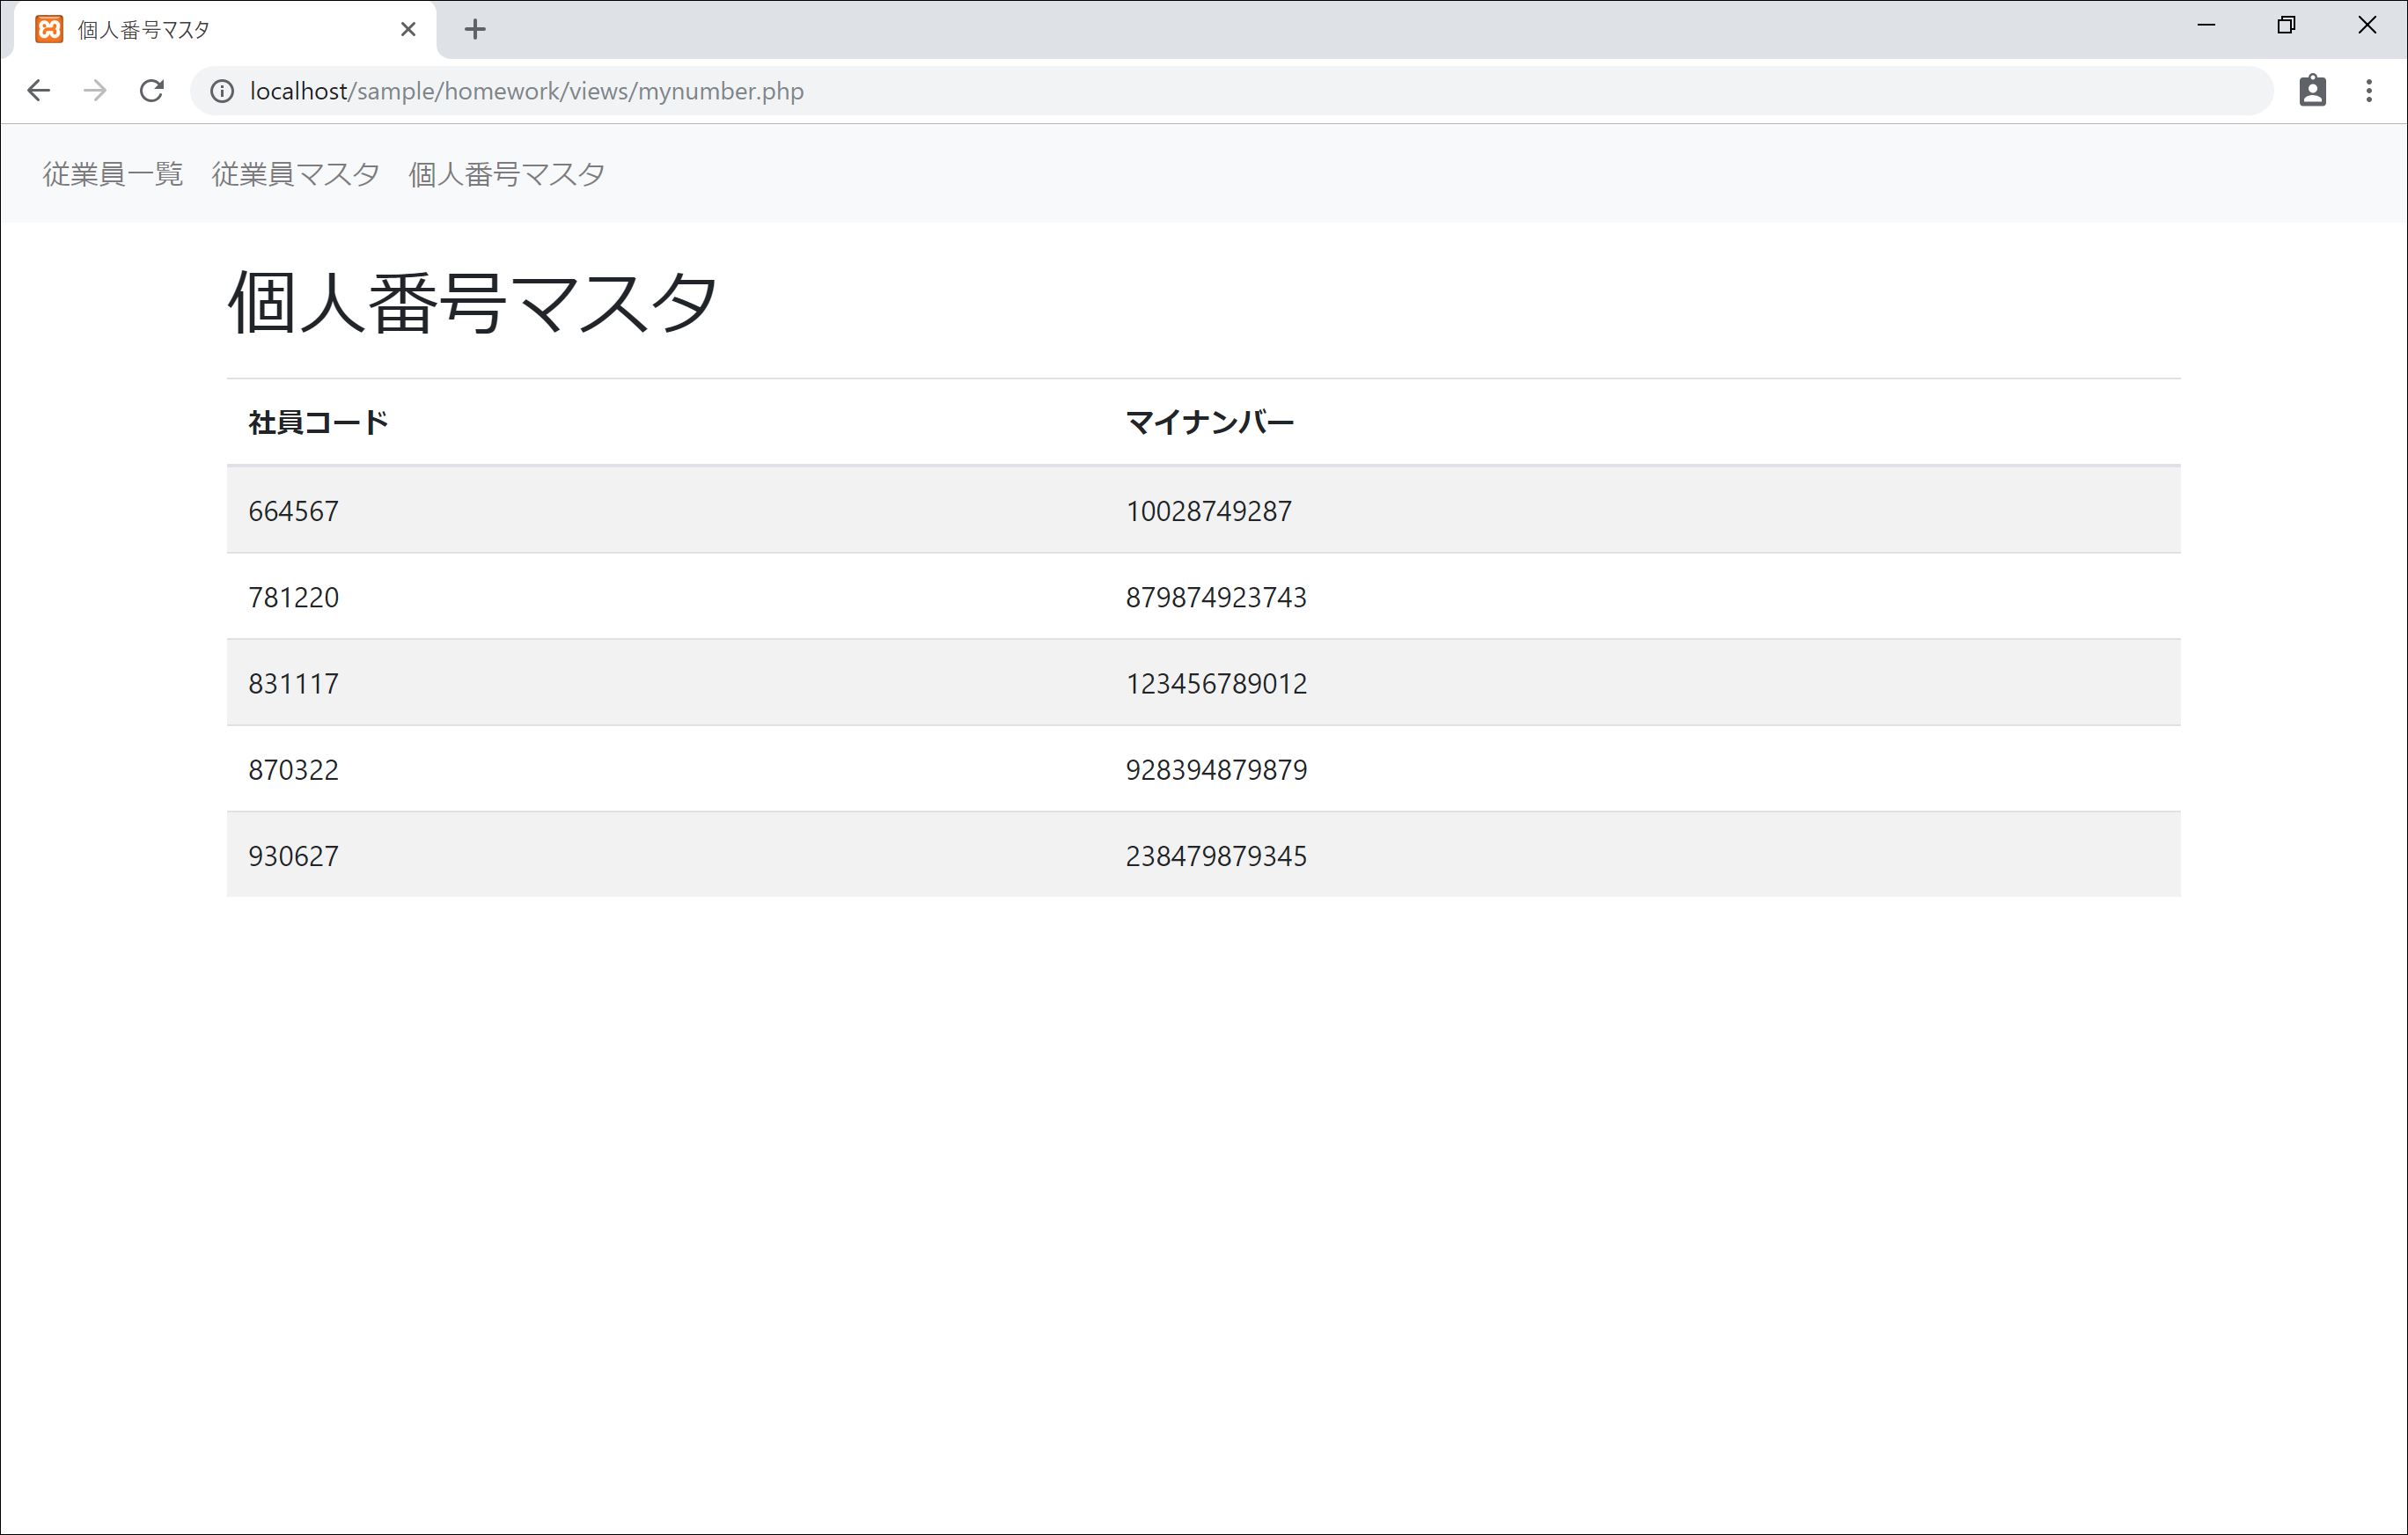 個人番号マスタ
localhost/sample/homework/views/mynumber.php
従業員一覧 従業員マスタ 個人番号マスタ
個人番号マスタ
社員コード マイナンバー
664567 10028749287
781220 879874923743
831117 123456789012
870322 928394879879
930627 238479879345